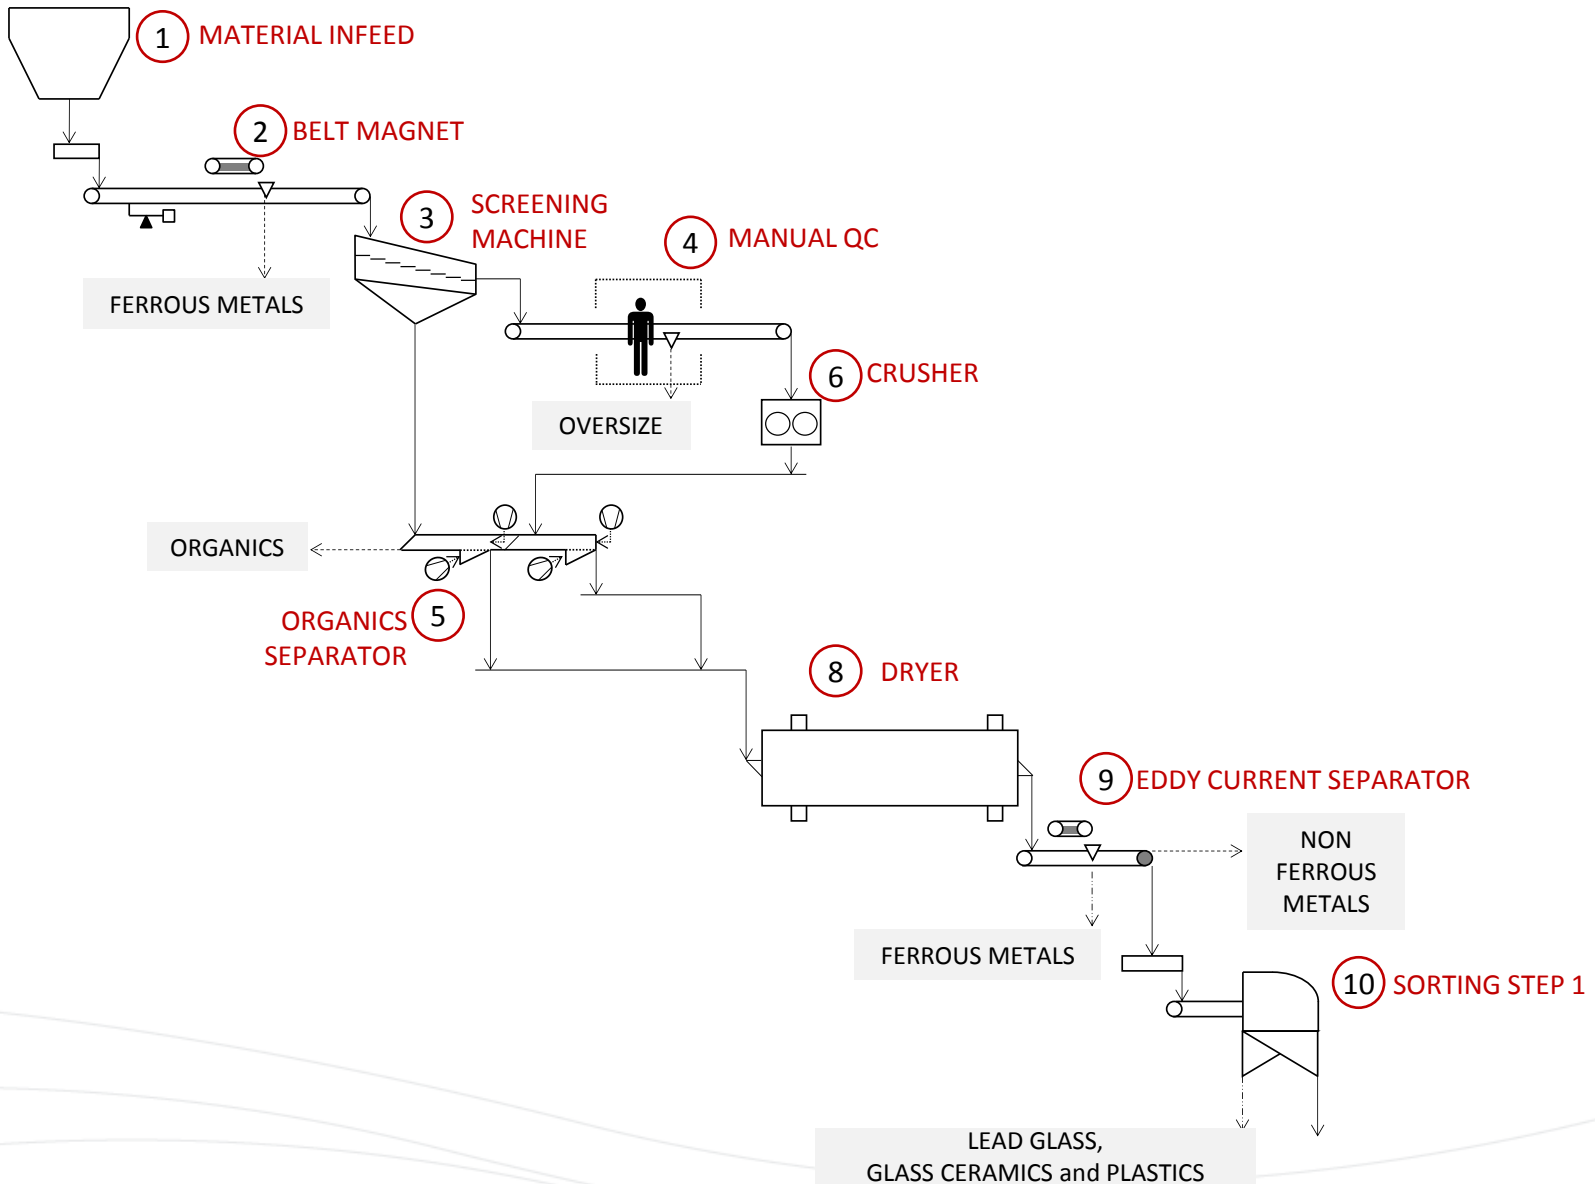 1 MATERIAL INFEED
2 BELT MAGNET
3 SCREENING
MACHINE
4 MANUAL QC
FERROUS METALS
6 CRUSHER
OVERSIZE
ORGANICS
5 ORGANICS
SEPARATOR
8 DRYER
9 EDDY CURRENT SEPARATOR
NON
FERROUS
METALS
FERROUS METALS
10 SORTING STEP 1
LEAD GLASS,
GLASS CERAMICS and PLASTICS